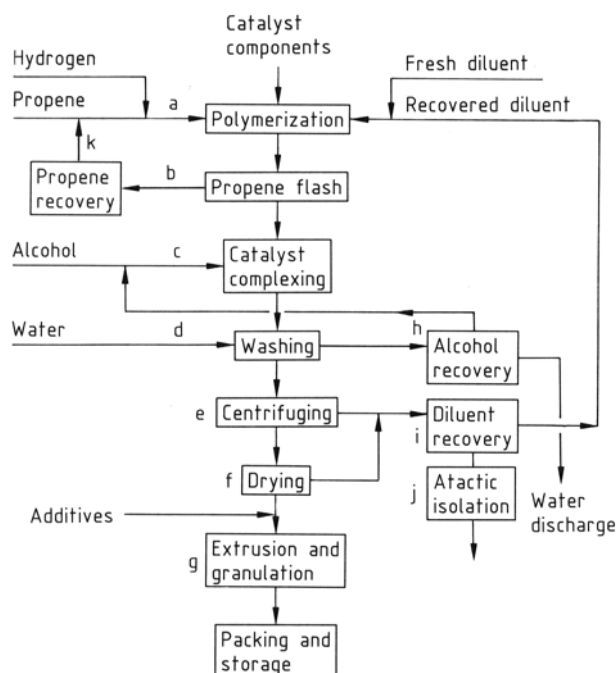 Catalyst
components
Hydrogen
Fresh diluent
Propene
a
Polymerization
Recovered diluent
k
Propene
recovery
b
Propene flash
Alcohol
c
Catalyst
complexing
Water
d
Washing
h
Alcohol
recovery
e
Centrifuging
i
Diluent
recovery
f
Drying
j
Atactic
isolation
Water
discharge
Additives
g
Extrusion and
granulation
Packing and
storage